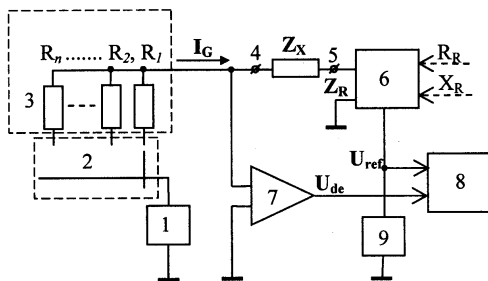 Rn ........ R2, R1
IG
4
ZX
5
RR
XR
6
ZR
3
2
Uref
8
7
Ude
1
9